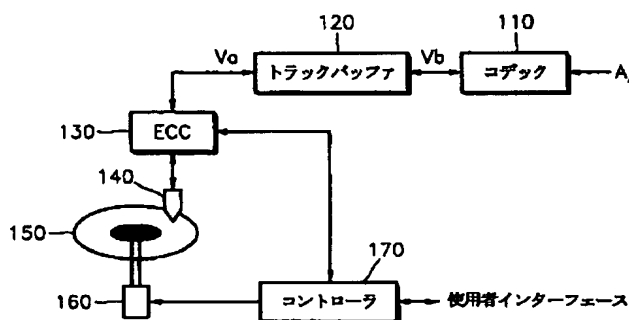 120
110
Va
トラックバッファ
Vb
コデック
A/
130
ECC
140
150
170
160
コントローラ
使用者インターフェース